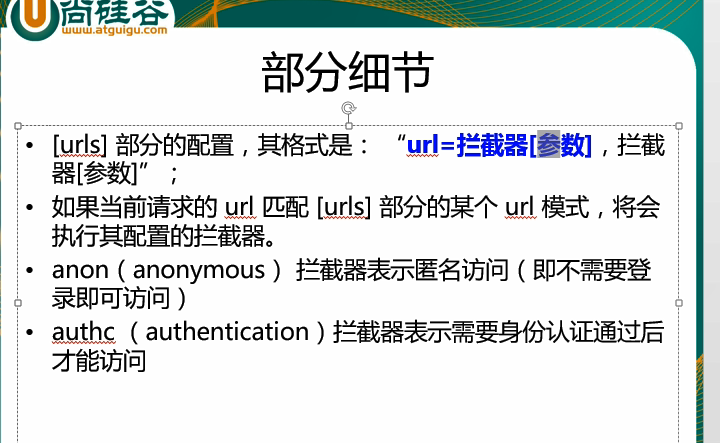 尚硅谷
www.atguigu.com
部分细节
• [urls] 部分的配置，其格式是： “url=拦截器[参数]，拦截
器[参数]”；
• 如果当前请求的 url 匹配 [urls] 部分的某个 url 模式，将会
执行其配置的拦截器。
• anon（anonymous） 拦截器表示匿名访问（即不需要登
录即可访问）
• authc （authentication）拦截器表示需要身份认证通过后
才能访问